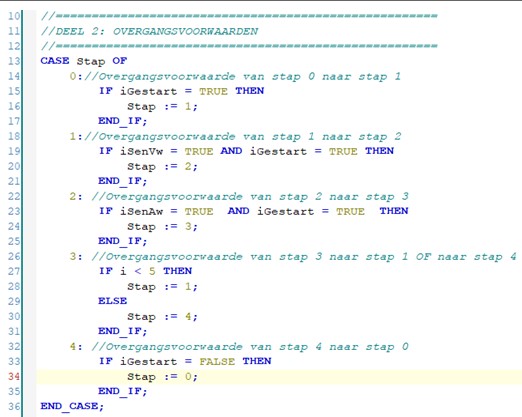 10 //=====================================================
11 //DEEL 2: OVERGANGSVOORWAARDEN
12 //=====================================================
13 CASE Stap OF
14 0://Overgangsvoorwaarde van stap 0 naar stap 1
15 IF iGestart = TRUE THEN
16 Stap := 1;
17 END_IF;
18 1://Overgangsvoorwaarde van stap 1 naar stap 2
19 IF iSenVw = TRUE AND iGestart = TRUE THEN
20 Stap := 2;
21 END_IF;
22 2: //Overgangsvoorwaarde van stap 2 naar stap 3
23 IF iSenAw = TRUE  AND iGestart = TRUE  THEN
24 Stap := 3;
25 END_IF;
26 3: //Overgangsvoorwaarde van stap 3 naar stap 1 OF naar stap 4
27 IF i < 5 THEN
28 Stap := 1;
29 ELSE
30 Stap := 4;
31 END_IF;
32 4: //Overgangsvoorwaarde van stap 4 naar stap 0
33 IF iGestart = FALSE THEN
34 Stap := 0;
35 END_IF;
36 END_CASE;